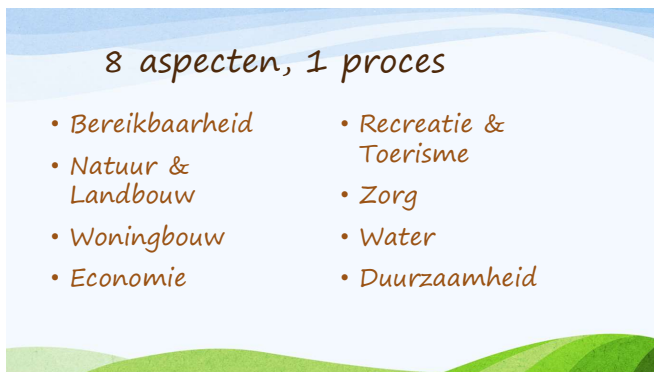 8 aspecten, 1 proces
• Bereikbaarheid
• Natuur &
Landbouw
• Woningbouw
• Economie
• Recreatie &
Toerisme
• Zorg
• Water
• Duurzaamheid